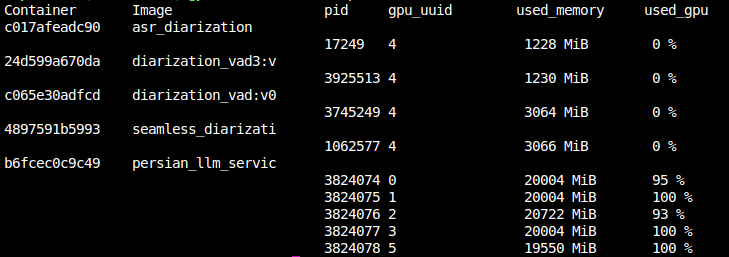 Container Image pid gpu_uuid used_memory used_gpu
c017afeadc90 asr_diarization
17249 4 1228 MiB 0 %
24d599a670da diarization_vad3:v
3925513 4 1230 MiB 0 %
c065e30adfcd diarization_vad:v0
3745249 4 3064 MiB 0 %
4897591b5993 seamless_diarizati
1062577 4 3066 MiB 0 %
b6fcec0c9c49 persian_llm_servic
3824074 0 20004 MiB 95 %
3824075 1 20004 MiB 100 %
3824076 2 20722 MiB 93 %
3824077 3 20004 MiB 100 %
3824078 5 19550 MiB 100 %